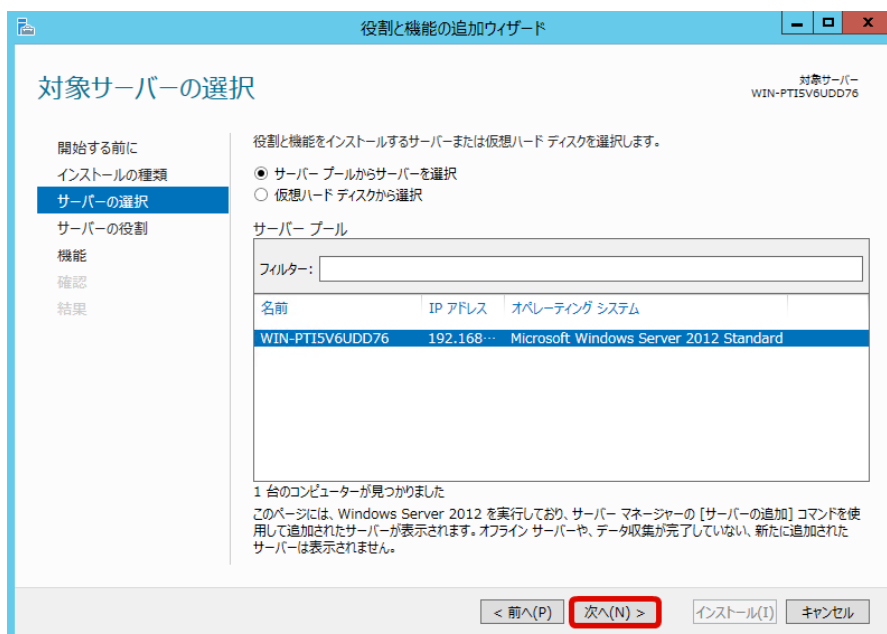 役割と機能の追加ウィザード
対象サーバーの選択
対象サーバー
WIN-PTI5V6UDD76
開始する前に
インストールの種類
サーバーの選択
サーバーの役割
機能
確認
結果
役割と機能をインストールするサーバーまたは仮想ハード ディスクを選択します。
サーバー プールからサーバーを選択
仮想ハード ディスクから選択
サーバー プール
フィルター:
名前 IP アドレス オペレーティング システム
WIN-PTI5V6UDD76 192.168… Microsoft Windows Server 2012 Standard
1 台のコンピューターが見つかりました
このページには、Windows Server 2012 を実行しており、サーバー マネージャーの [サーバーの追加] コマンドを使
用して追加されたサーバーが表示されます。オフライン サーバーや、データ収集が完了していない、新たに追加された
サーバーは表示されません。
< 前へ(P) 次へ(N) > インストール(I) キャンセル